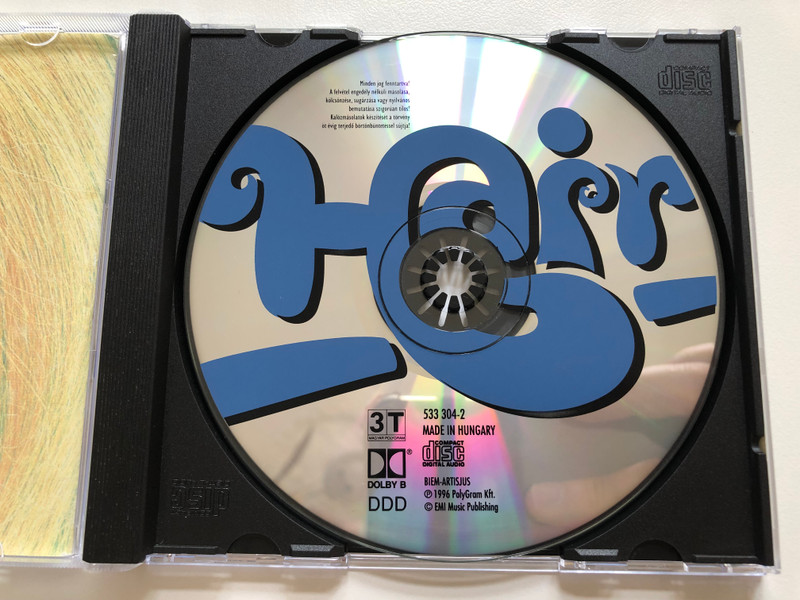 Minden jog fenntartva!
A felvétel engedély nélküli másolása,
kölcsönzése, sugárzása vagy nyilvános
bemutatása szigorúan tilos!
Kalózmásolatok készítését a törvény
öt évig terjedő börtönbüntetéssel sújtja!
Hair
3T
MAGYAR POLYGRAM
533 304-2
MADE IN HUNGARY
COMPACT
disc
DIGITAL AUDIO
DOLBY B
®
DDD
BIEM-ARTISJUS
℗ 1996 PolyGram Kft.
© EMI Music Publishing
COMPACT
disc
DIGITAL AUDIO